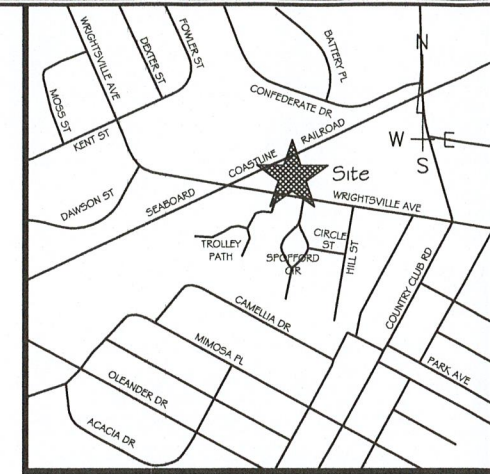 WRIGHTSVILLE AVE
DEXTER ST
FOWLER ST
BATTERY PL
N
MOSS ST
CONFEDERATE DR
KENT ST
W E
S
SEABOARD COASTLINE RAILROAD
Site
DAWSON ST
WRIGHTSVILLE AVE
TROLLEY
PATH
SPOFFORD
CIR
CIRCLE
ST
HILL ST
COUNTRY CLUB RD
CAMELLIA DR
MIMOSA PL
PARK AVE
OLEANDER DR
ACACIA DR